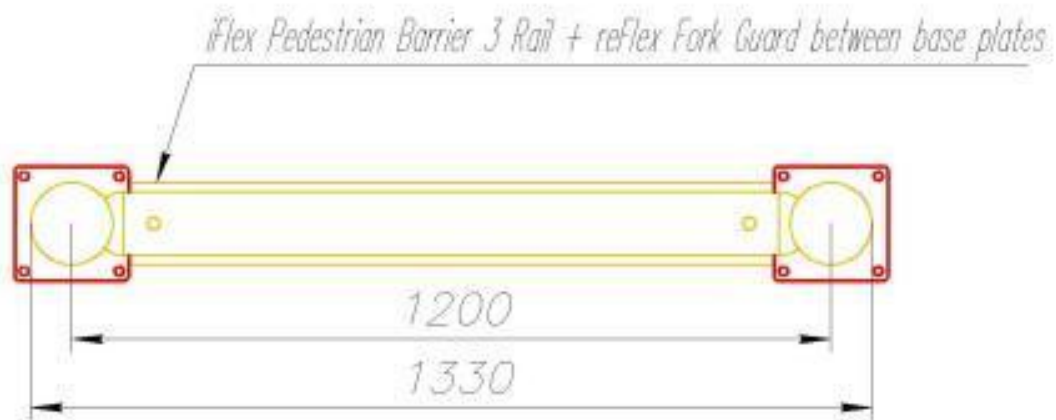 iFlex Pedestrian Barrier 3 Rail + reFlex Fork Guard between base plates
1200
1330